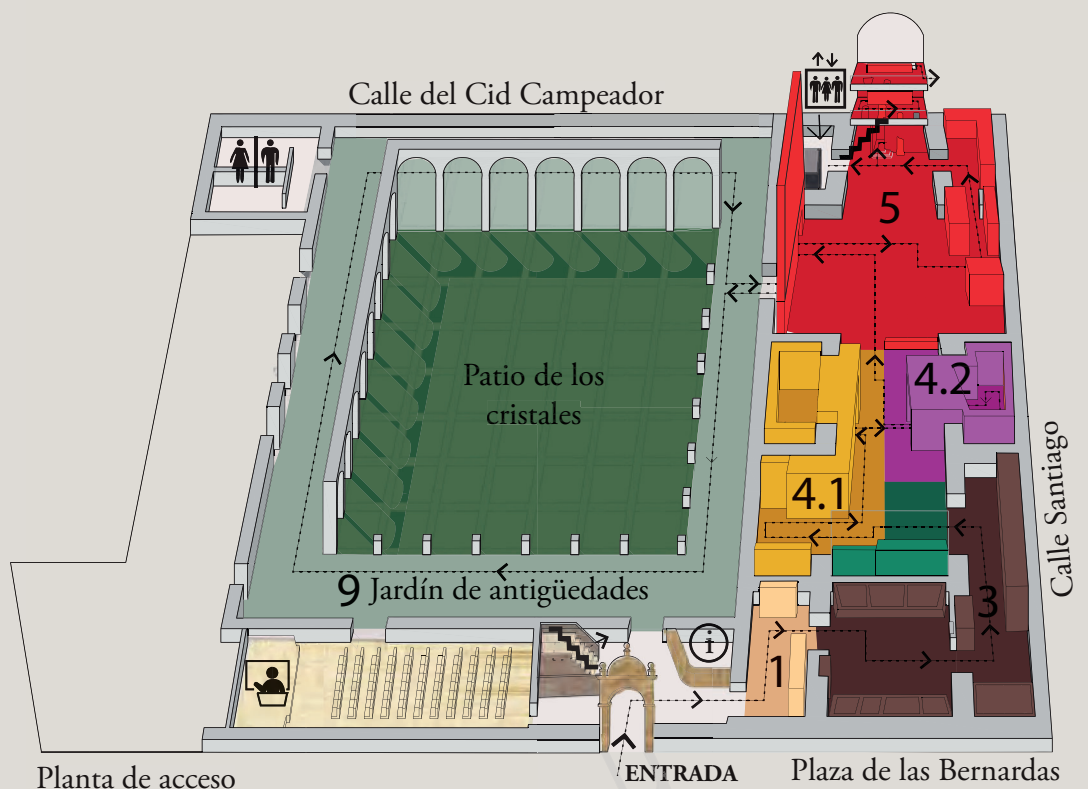 Calle del Cid Campeador
5
Patio de los
cristales
4.2
4.1
Calle Santiago
9 Jardín de antigüedades
3
i
1
ENTRADA
Plaza de las Bernardas
Planta de acceso